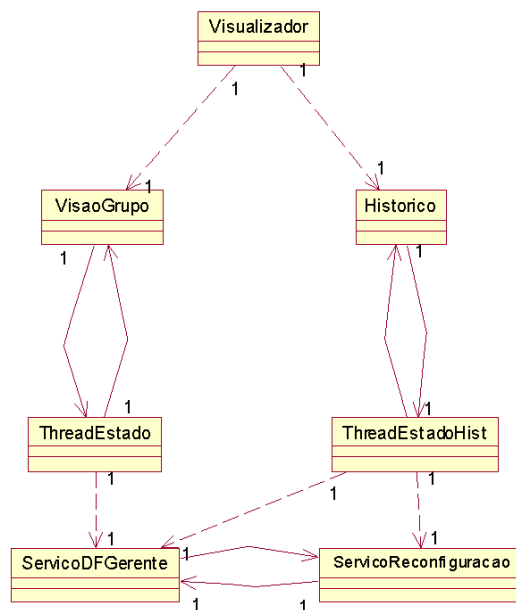 Visualizador
1 1
1 1
VisaoGrupo Historico
1 1
1 1
ThreadEstado ThreadEstadoHist
1 1 1
1 1 1
ServicoDFGerente ServicoReconfiguracao
1 1